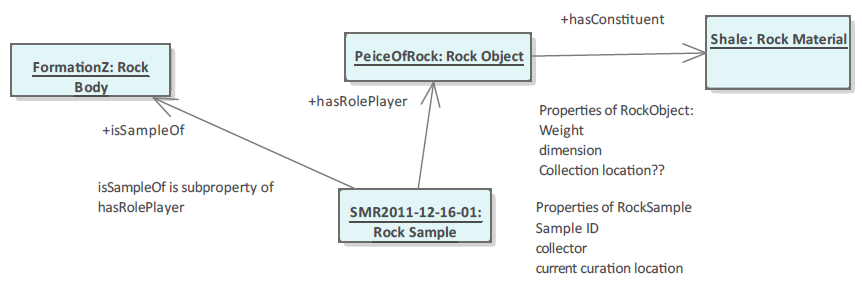 +hasConstituent
FormationZ: Rock
Body
PeiceOfRock: Rock Object
Shale: Rock Material
+hasRolePlayer
+isSampleOf
Properties of RockObject:
Weight
dimension
Collection location??
isSampleOf is subproperty of
hasRolePlayer
SMR2011-12-16-01:
Rock Sample
Properties of RockSample
Sample ID
collector
current curation location